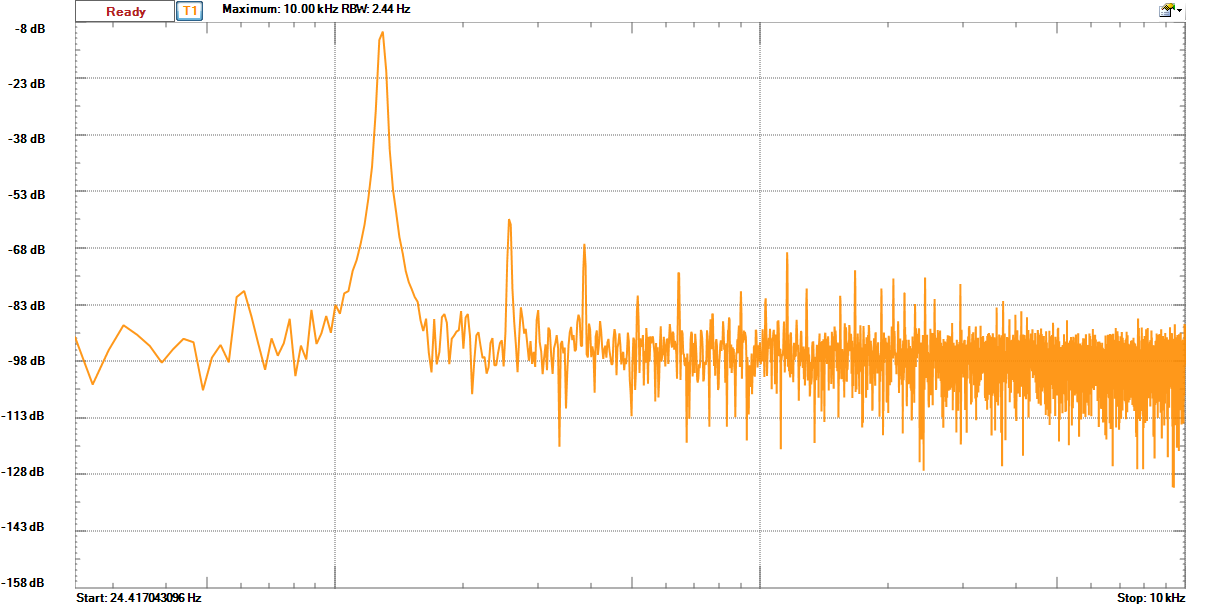 Ready T1 Maximum: 10.00 kHz RBW: 2.44 Hz
-8 dB
-23 dB
-38 dB
-53 dB
-68 dB
-83 dB
-98 dB
-113 dB
-128 dB
-143 dB
-158 dB
Start: 24.417043096 Hz Stop: 10 kHz